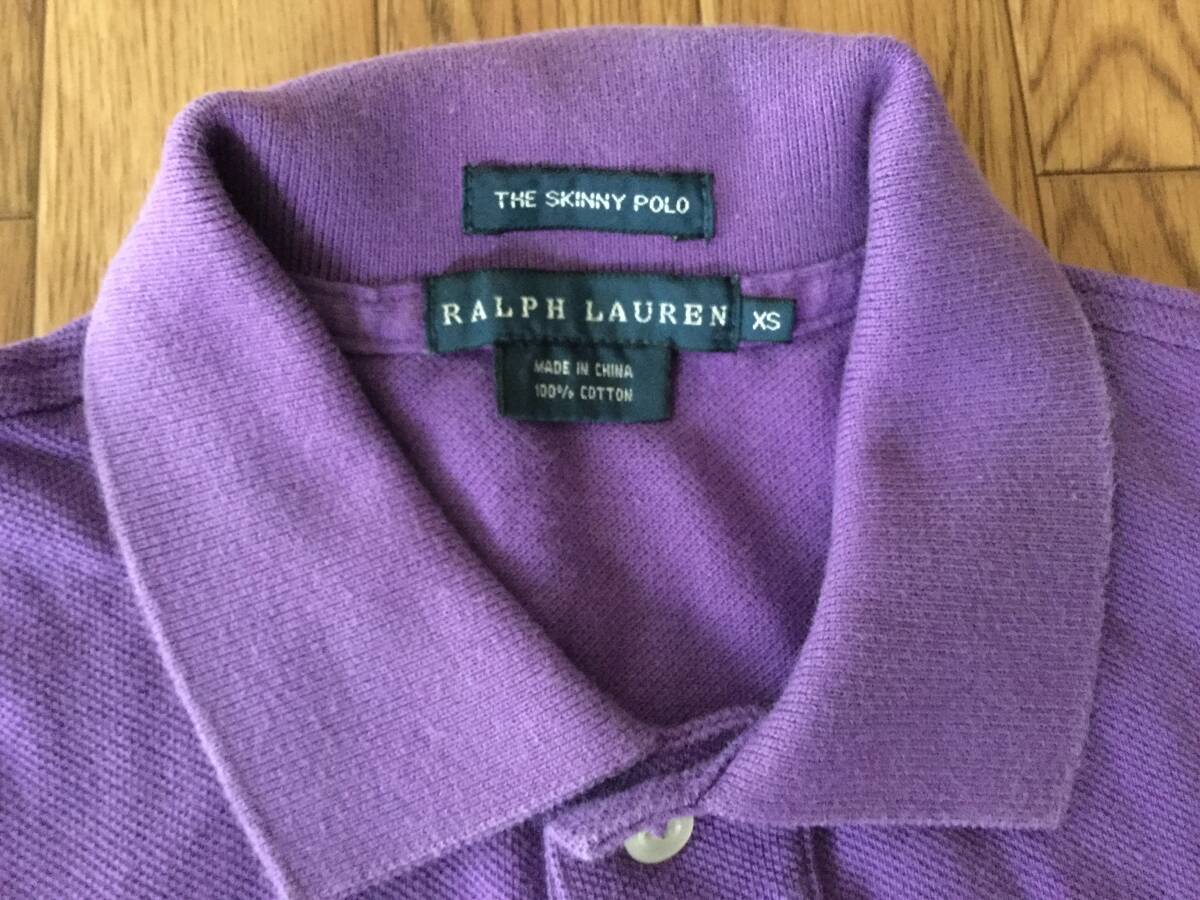 THE SKINNY POLO
RALPH LAUREN
XS
MADE IN CHINA
100% COTTON